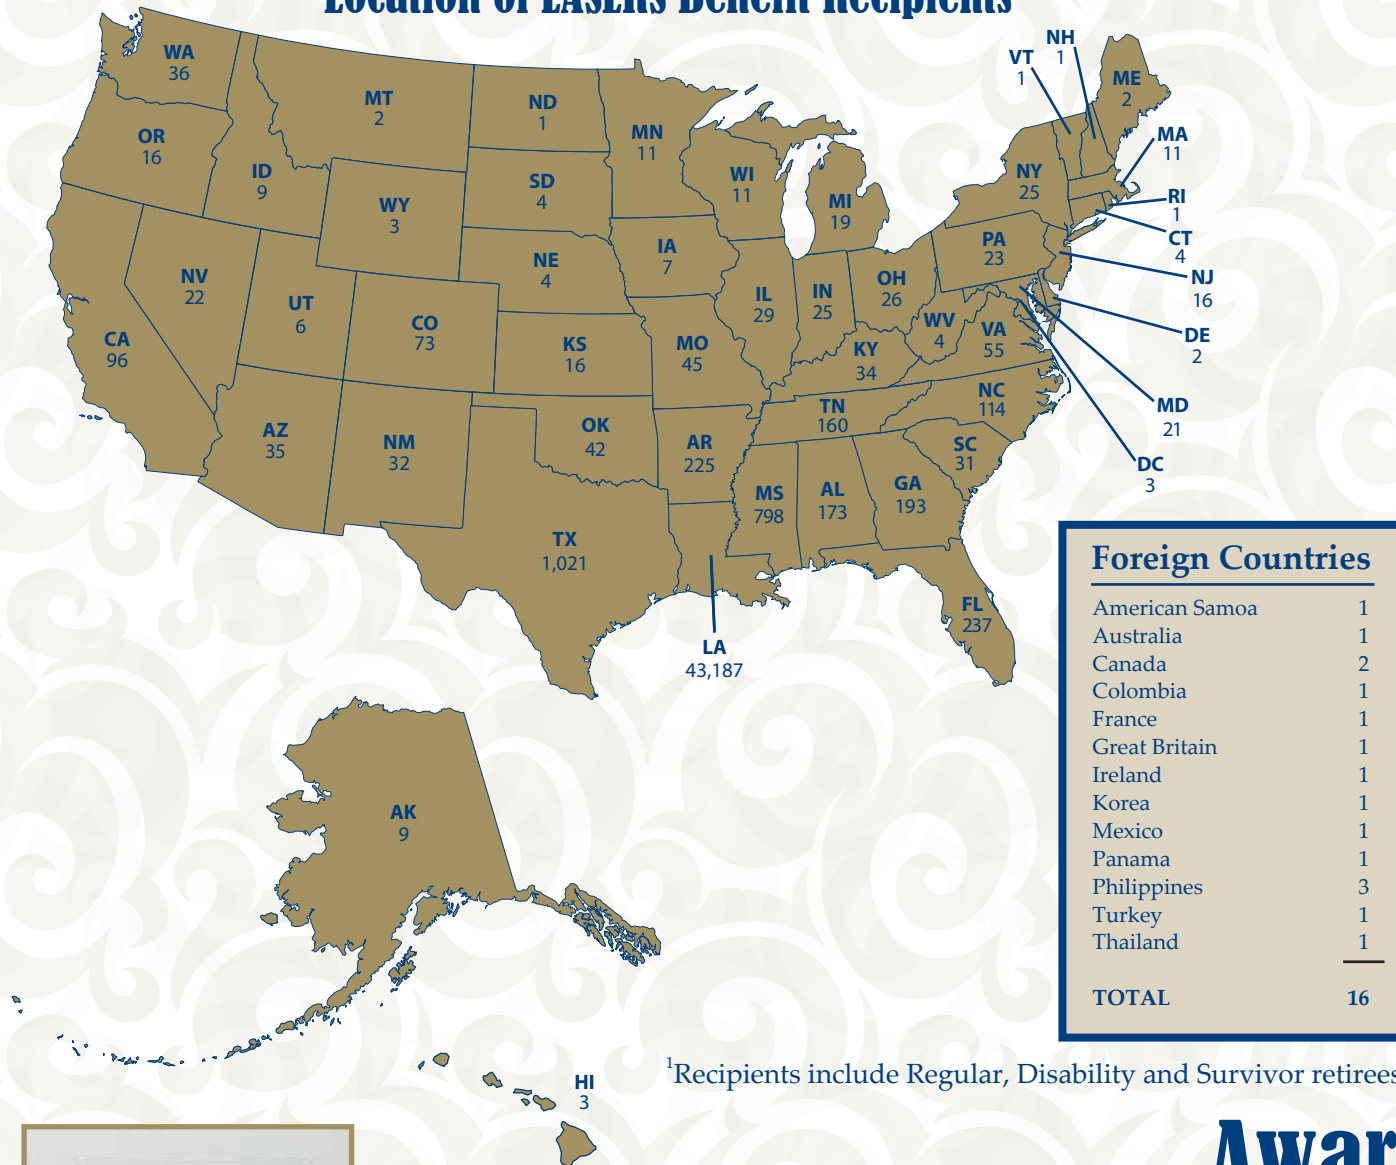 Location of LASERS Benefit Recipients
WA
36
OR
16
ID
9
MT
2
ND
1
MN
11
SD
4
WY
3
WI
11
MI
19
NY
25
VT
1
NH
1
ME
2
MA
11
RI
1
CT
4
NJ
16
DE
2
MD
21
DC
3
PA
23
OH
26
IN
25
IL
29
IA
7
NE
4
NV
22
UT
6
CO
73
CA
96
KS
16
MO
45
KY
34
WV
4
VA
55
NC
114
TN
160
SC
31
AZ
35
NM
32
OK
42
AR
225
MS
798
AL
173
GA
193
TX
1,021
LA
43,187
FL
237
AK
9
HI
3
Foreign Countries
American Samoa 1
Australia 1
Canada 2
Colombia 1
France 1
Great Britain 1
Ireland 1
Korea 1
Mexico 1
Panama 1
Philippines 3
Turkey 1
Thailand 1
TOTAL 16
1Recipients include Regular, Disability and Survivor retirees
Awar